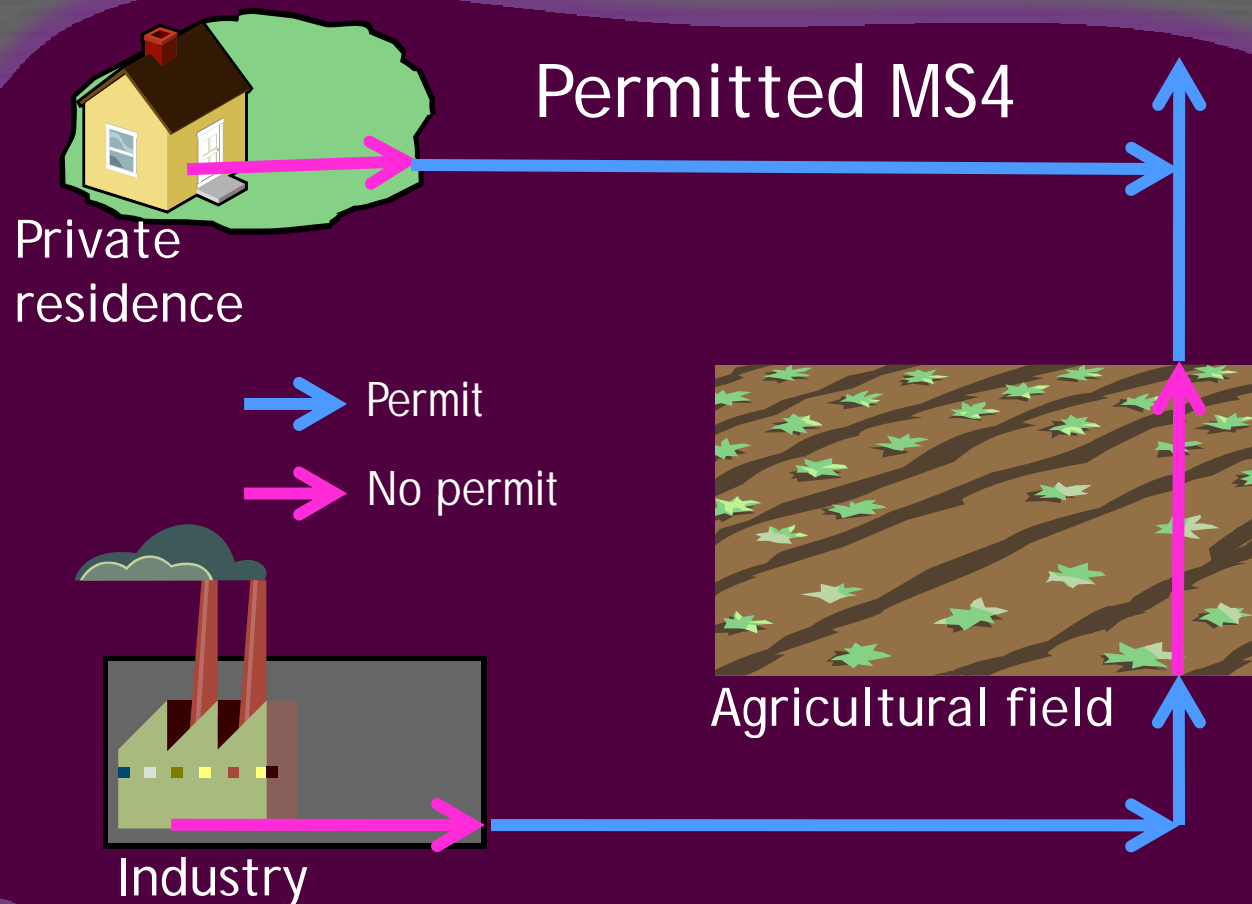 Permitted MS4
Private
residence
Permit
No permit
Agricultural field
Industry